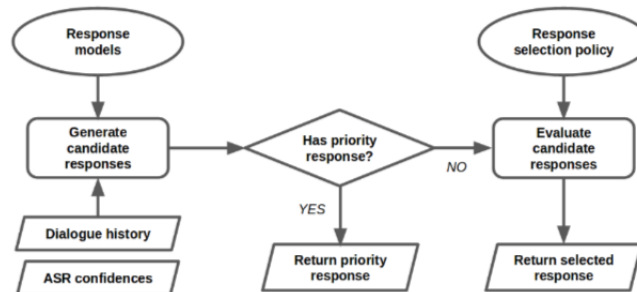 Response
models
Response
selection policy
Generate
candidate
responses
Has priority
response?
NO
Evaluate
candidate
responses
YES
Dialogue history
Return priority
response
Return selected
response
ASR confidences